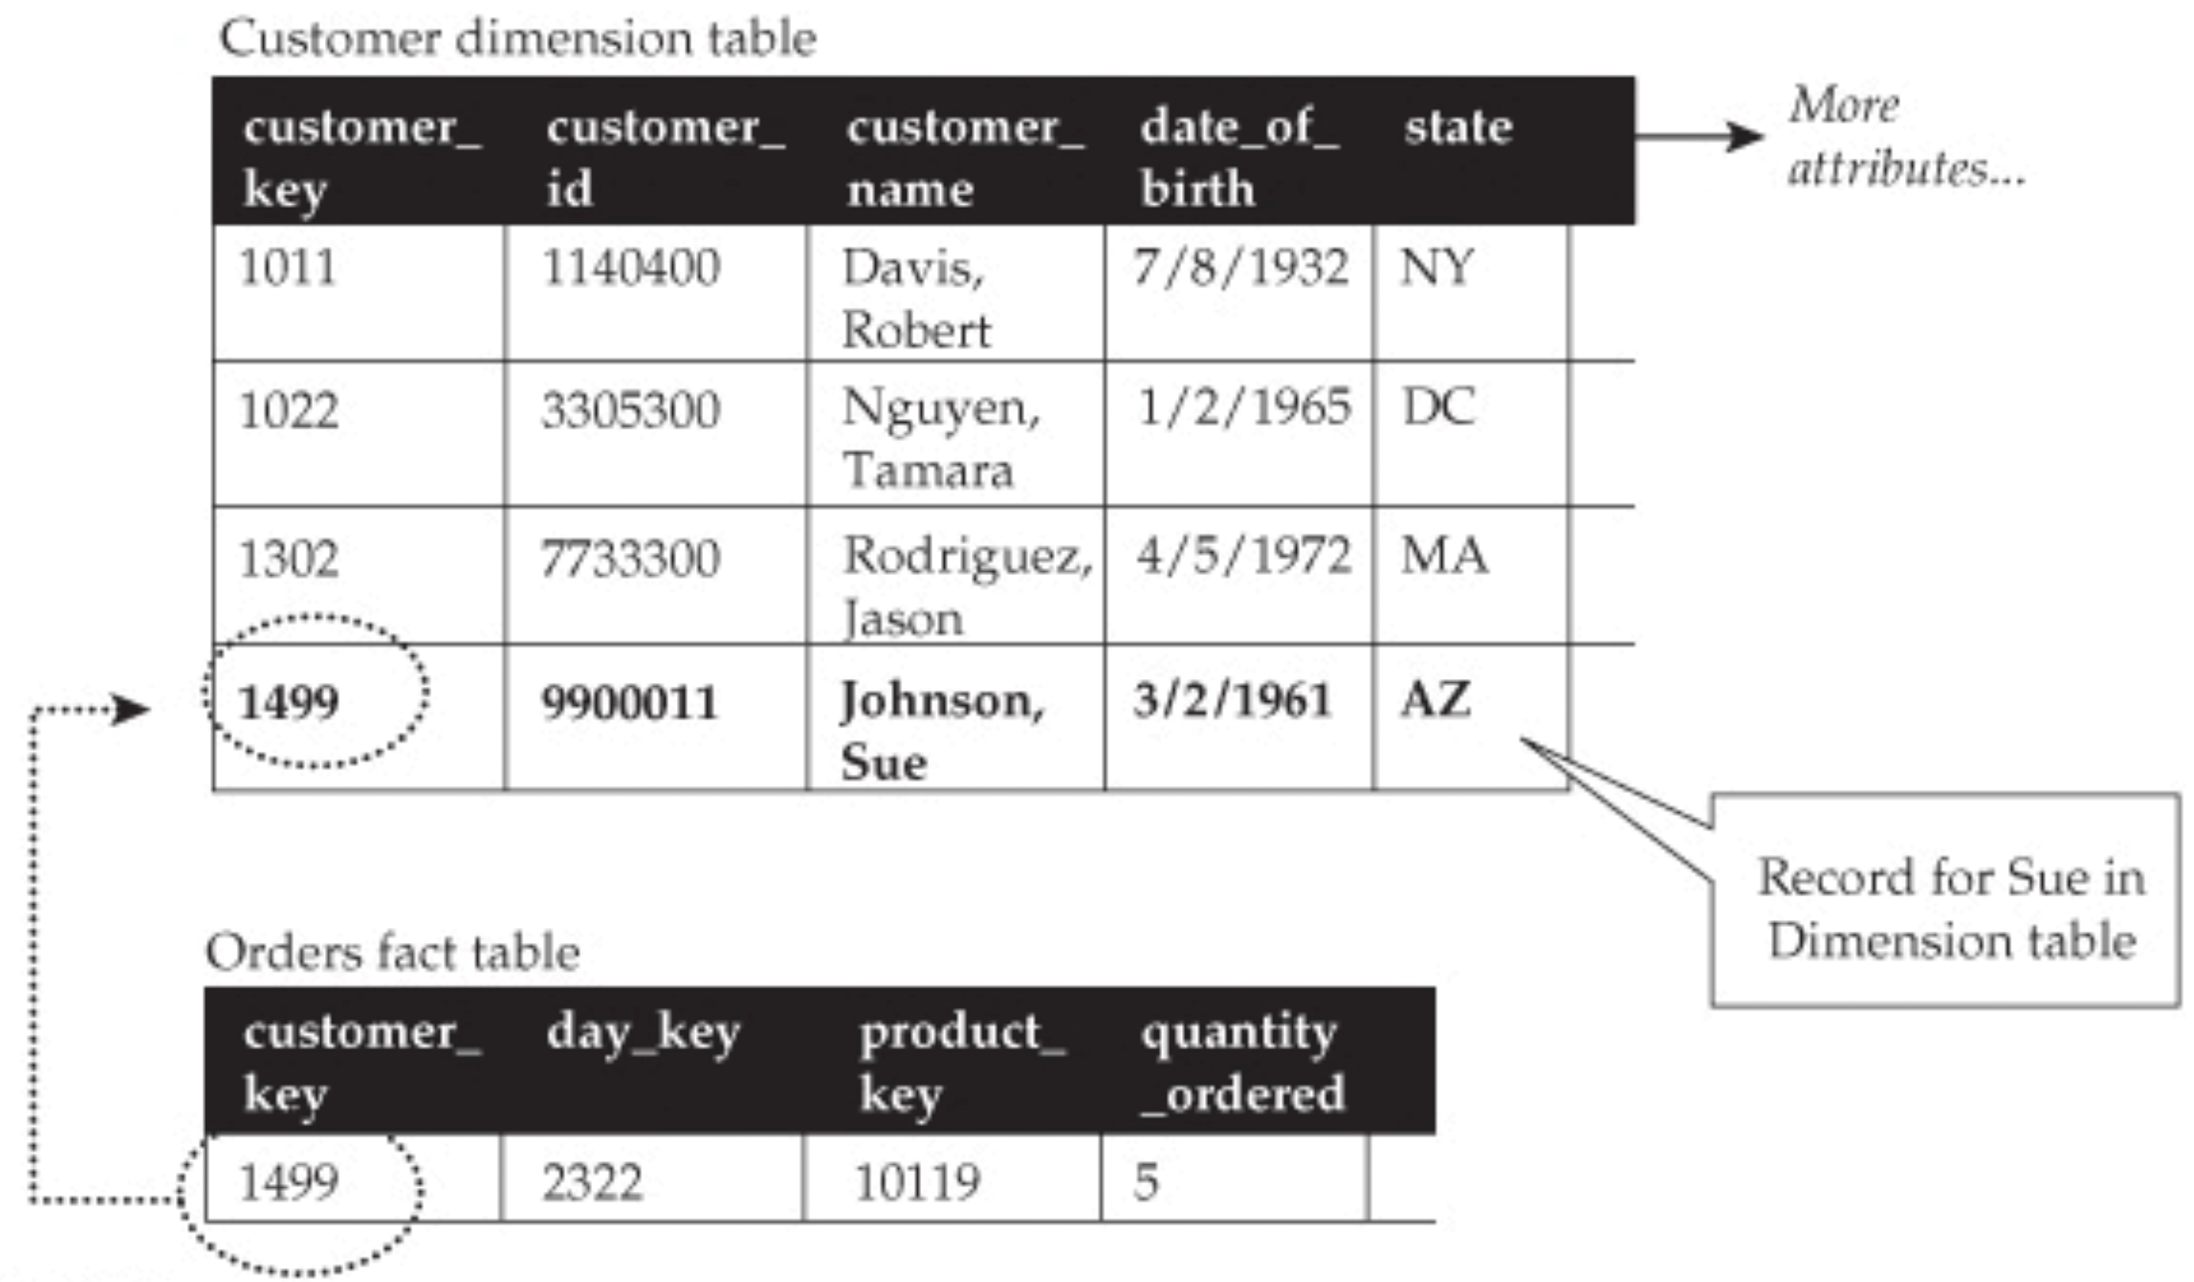 Customer dimension table
customer_ customer_ customer_ date_of_ state
key id name birth
More
attributes...
1011 1140400 Davis, 7/8/1932 NY
Robert
1022 3305300 Nguyen, 1/2/1965 DC
Tamara
1302 7733300 Rodriguez, 4/5/1972 MA
Jason
1499 9900011 Johnson, 3/2/1961 AZ
Sue
Record for Sue in
Dimension table
Orders fact table
customer_ day_key product_ quantity
key key _ordered
1499 2322 10119 5